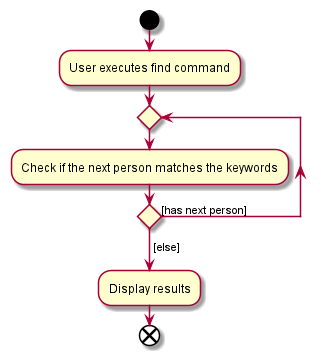 User executes find command
Check if the next person matches the keywords
[has next person]
[else]
Display results